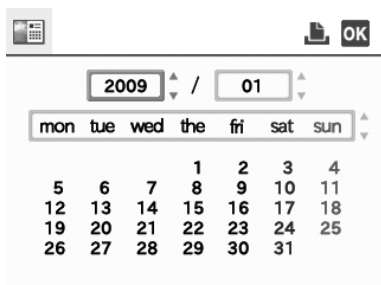 OK
2009 / 01
mon tue wed the fri sat sun
1 2 3 4
5 6 7 8 9 10 11
12 13 14 15 16 17 18
19 20 21 22 23 24 25
26 27 28 29 30 31